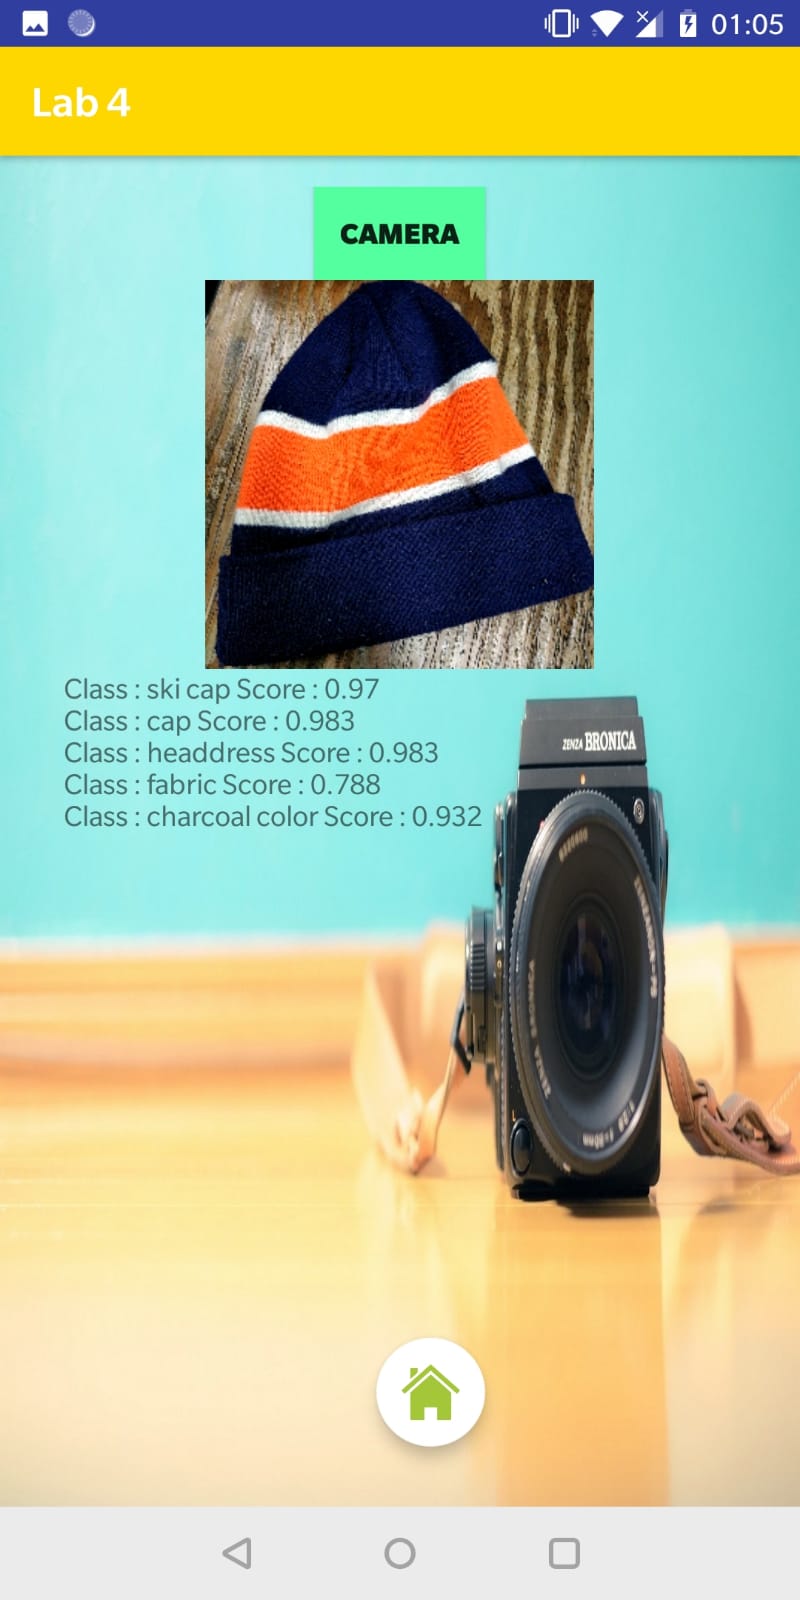 01:05
Lab 4
CAMERA
Class : ski cap Score : 0.97
Class : cap Score : 0.983
Class : headdress Score : 0.983
Class : fabric Score : 0.788
Class : charcoal color Score : 0.932
ZENZA BRONICA